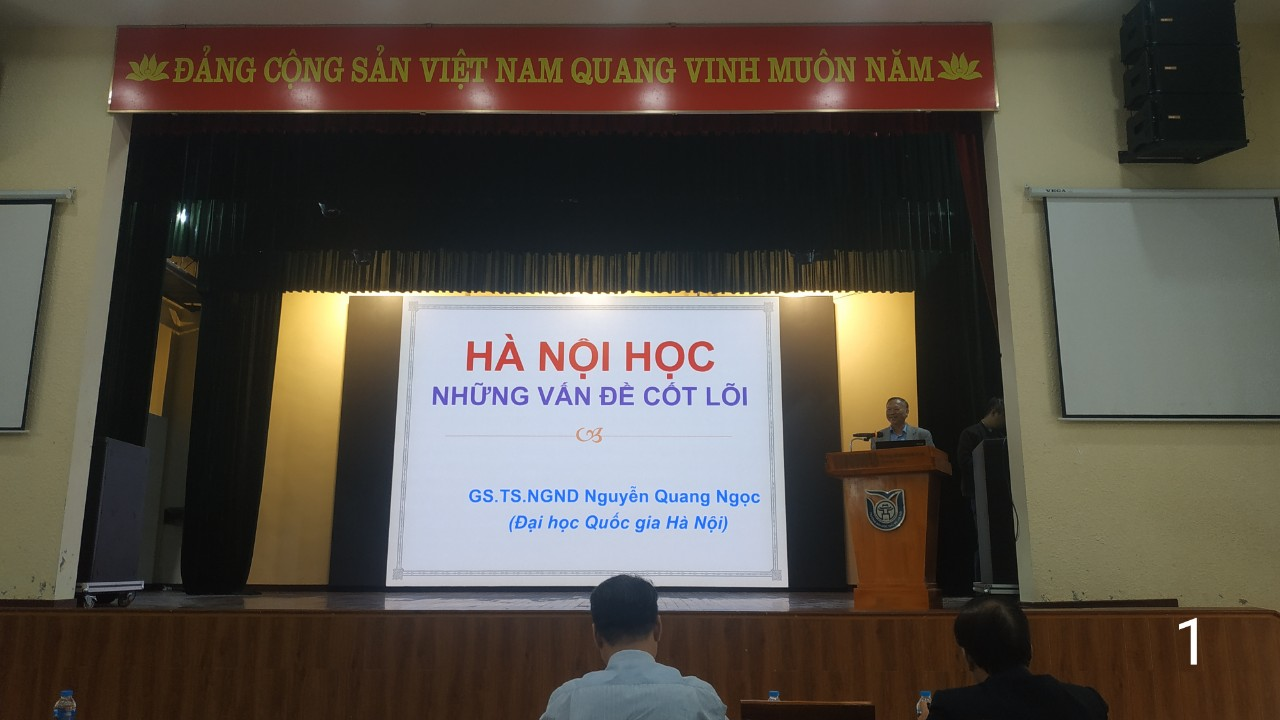 ĐẢNG CỘNG SẢN VIỆT NAM QUANG VINH MUÔN NĂM
VEGA
HÀ NỘI HỌC
NHỮNG VẤN ĐỀ CỐT LÕI
GS.TS.NGND Nguyễn Quang Ngọc
(Đại học Quốc gia Hà Nội)
1